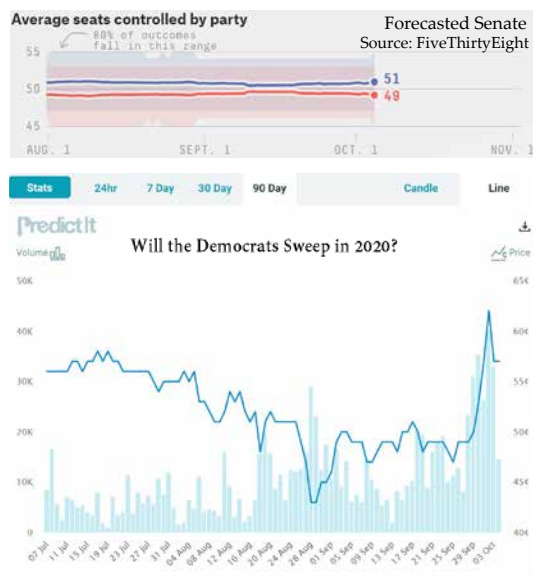 Average seats controlled by party
Forecasted Senate
Source: FiveThirtyEight
80% of outcomes
fall in this range
55
50
45
51
49
AUG. 1 SEPT. 1 OCT. 1 NOV. 1
Stats 24hr 7 Day 30 Day 90 Day Candle Line
PredictIt
Will the Democrats Sweep in 2020?
Volume Price
50K 65¢
40K 60¢
30K 55¢
20K 50¢
10K 45¢
0 40¢
07 Jul 11 Jul 15 Jul 19 Jul 23 Jul 27 Jul 31 Jul 04 Aug 08 Aug 12 Aug 16 Aug 20 Aug 24 Aug 28 Aug 01 Sep 05 Sep 09 Sep 13 Sep 17 Sep 21 Sep 25 Sep 29 Sep 03 Oct